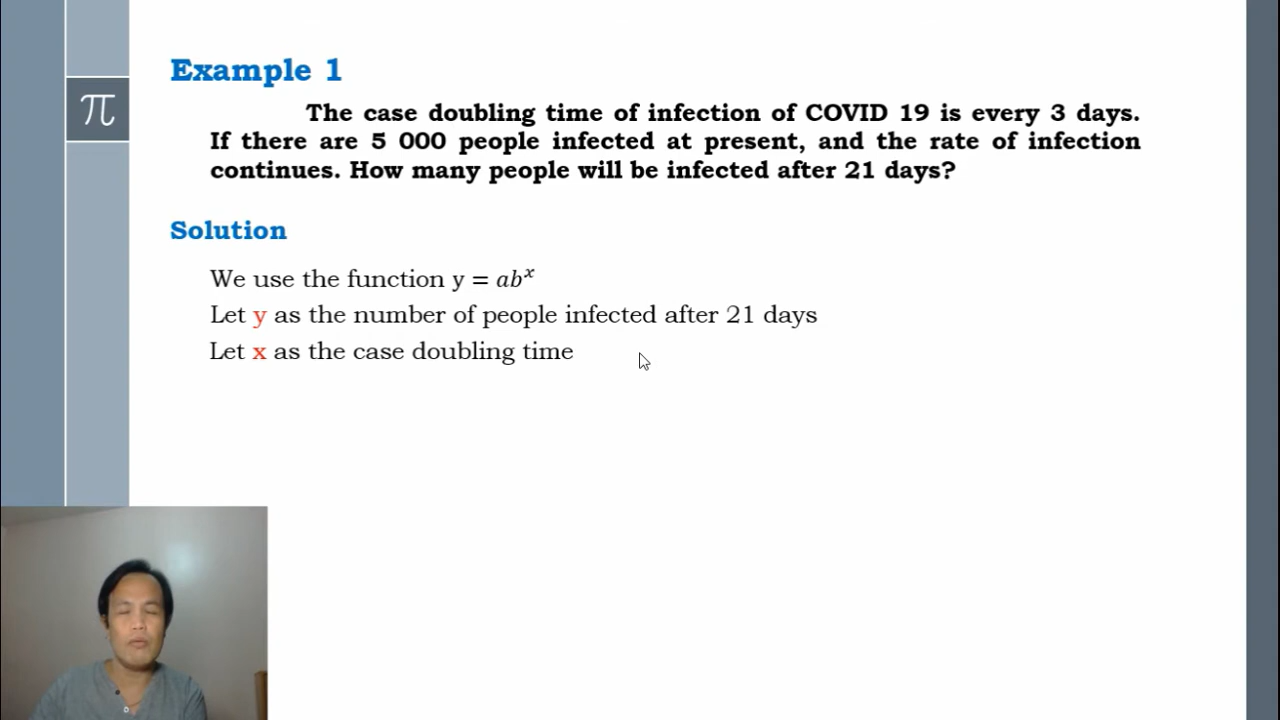 Example 1
π
The case doubling time of infection of COVID 19 is every 3 days.
If there are 5 000 people infected at present, and the rate of infection
continues. How many people will be infected after 21 days?
Solution
We use the function y = abˣ
Let y as the number of people infected after 21 days
Let x as the case doubling time